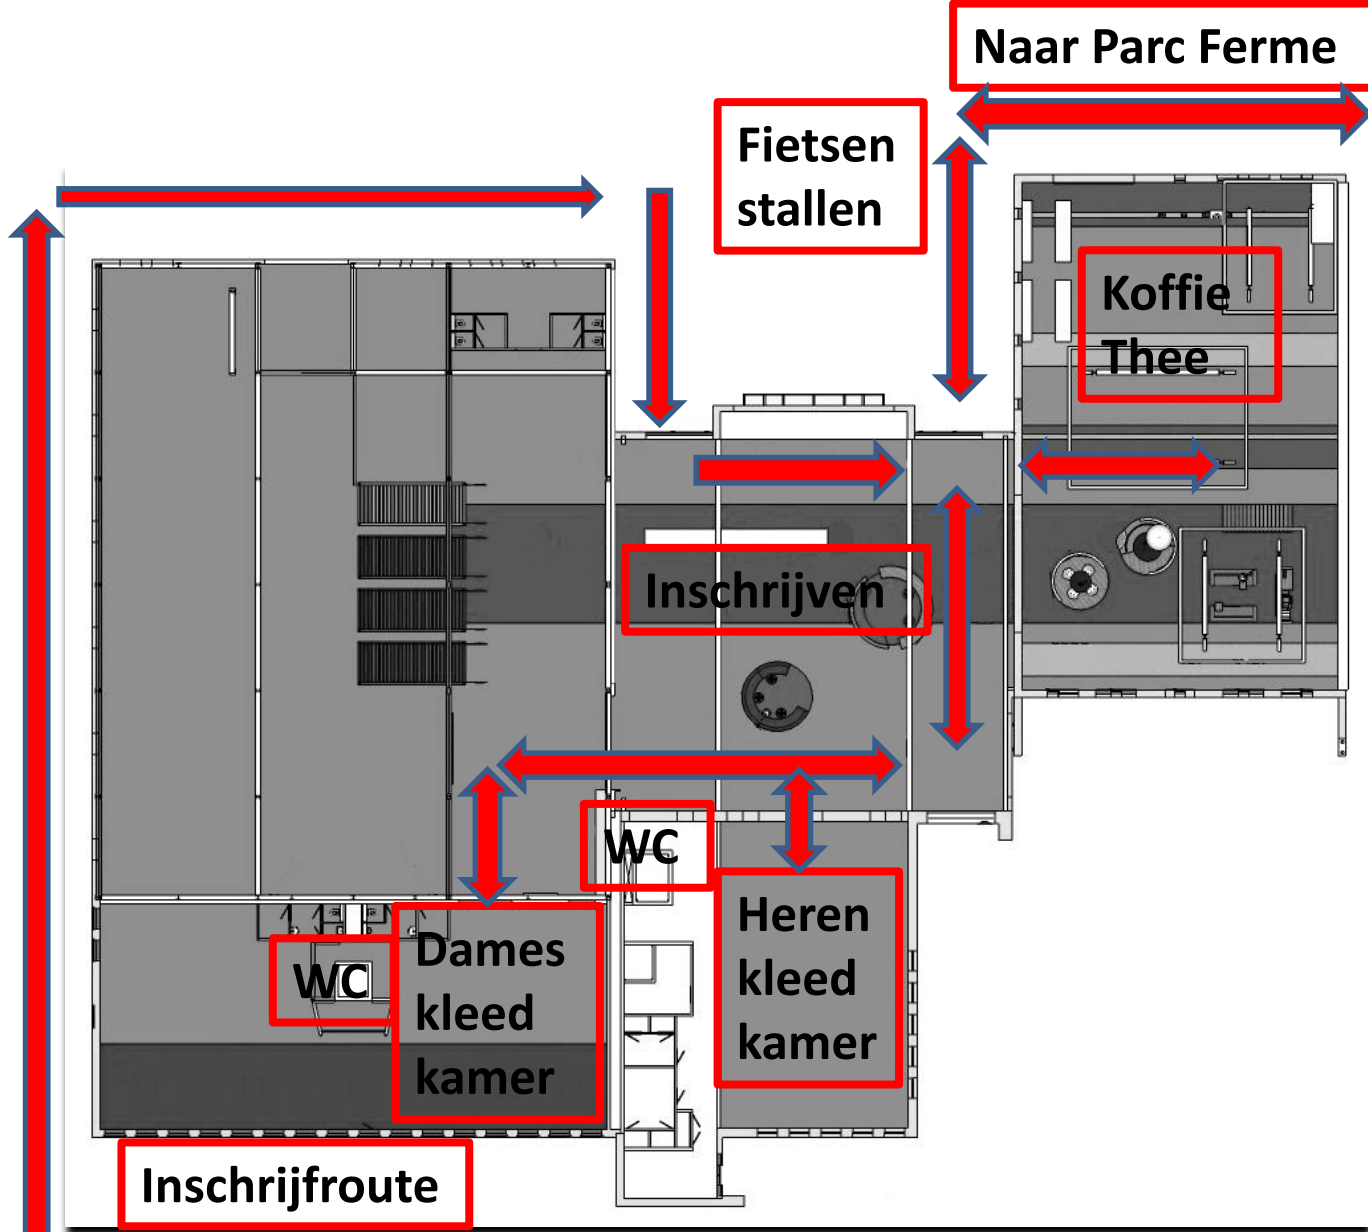 Naar Parc Ferme
Fietsen
stallen
Koffie
Thee
Inschrijven
WC
Heren
kleed
kamer
Dames
kleed
kamer
WC
Inschrijfroute